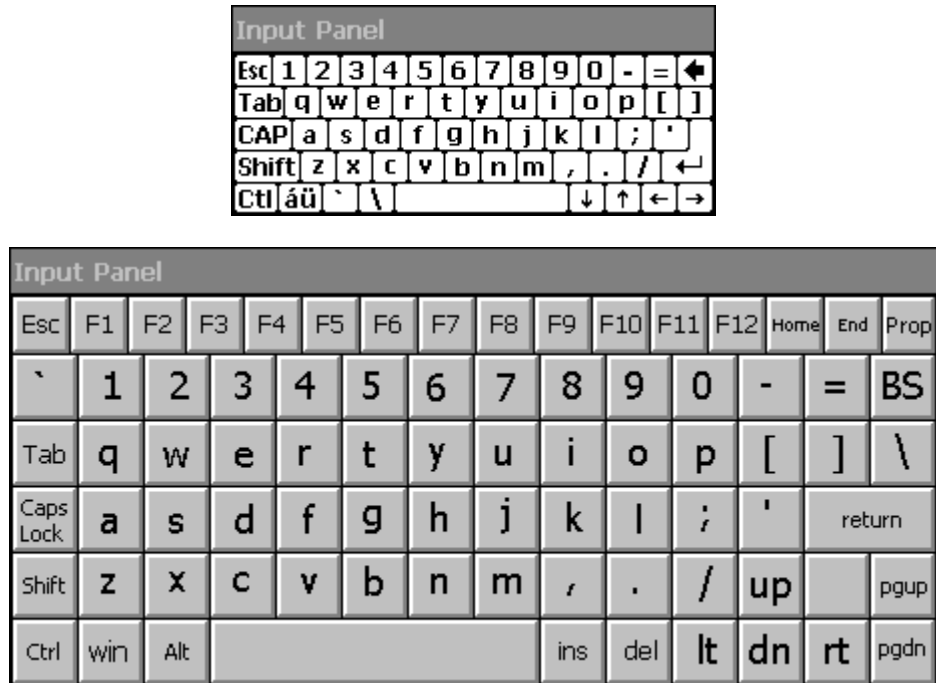 Input Panel
Esc 1 2 3 4 5 6 7 8 9 0 - = 🡄
Tab q w e r t y u i o p [ ]
CAP a s d f g h j k l ; '
Shift z x c v b n m , . / ↵
Ctl áü ` \ ↓ ↑ ← →
Input Panel
Esc F1 F2 F3 F4 F5 F6 F7 F8 F9 F10 F11 F12 Home End Prop
` 1 2 3 4 5 6 7 8 9 0 - = BS
Tab q w e r t y u i o p [ ] \
Caps Lock a s d f g h j k l ; ' return
Shift z x c v b n m , . / up pgup
Ctrl win Alt ins del lt dn rt pgdn